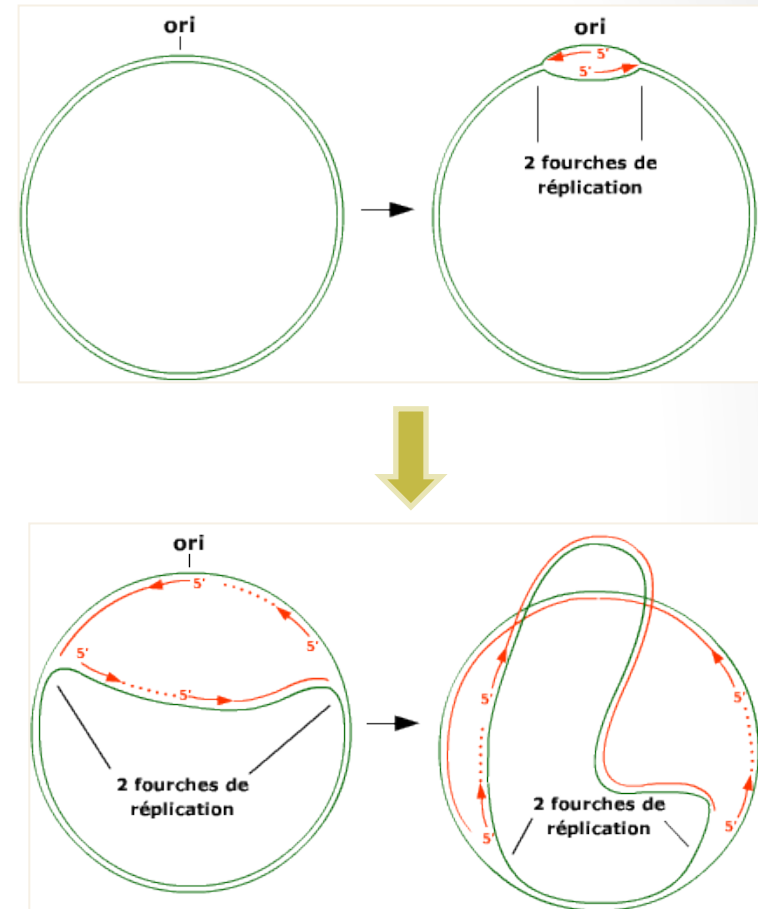 ori
ori
5'
5'
2 fourches de
réplication
ori
5'
5'
5'
5'
2 fourches de
réplication
5'
5'
5'
2 fourches de
réplication
5'